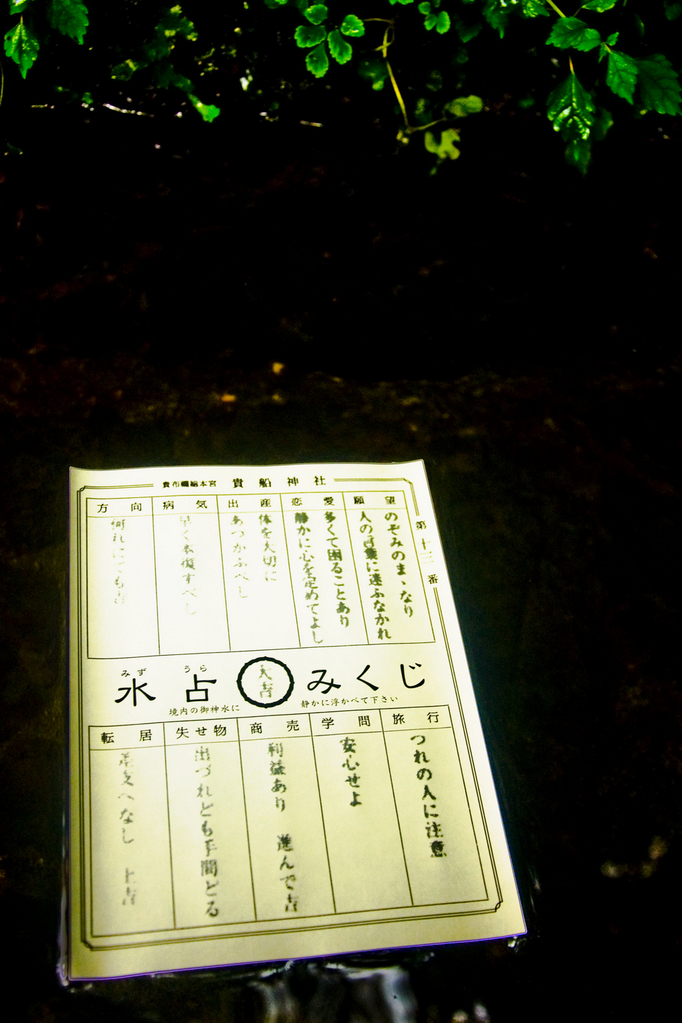 貴布禰総本宮 貴船神社
第十三番
願望
のぞみのまゝなり
人の言葉に迷ふなかれ
恋愛
多くて困ることあり
静かに心を定めてよし
出産
体を大切に
あつかふべし
病気
早く本復すべし
方向
何れにても吉
みず うら
水占 大吉 みくじ
境内の御神水に 静かに浮かべて下さい
旅行
つれの人に注意
学問
安心せよ
商売
利益あり 進んで吉
失せ物
出づれども手間どる
転居
差支へなし 上吉